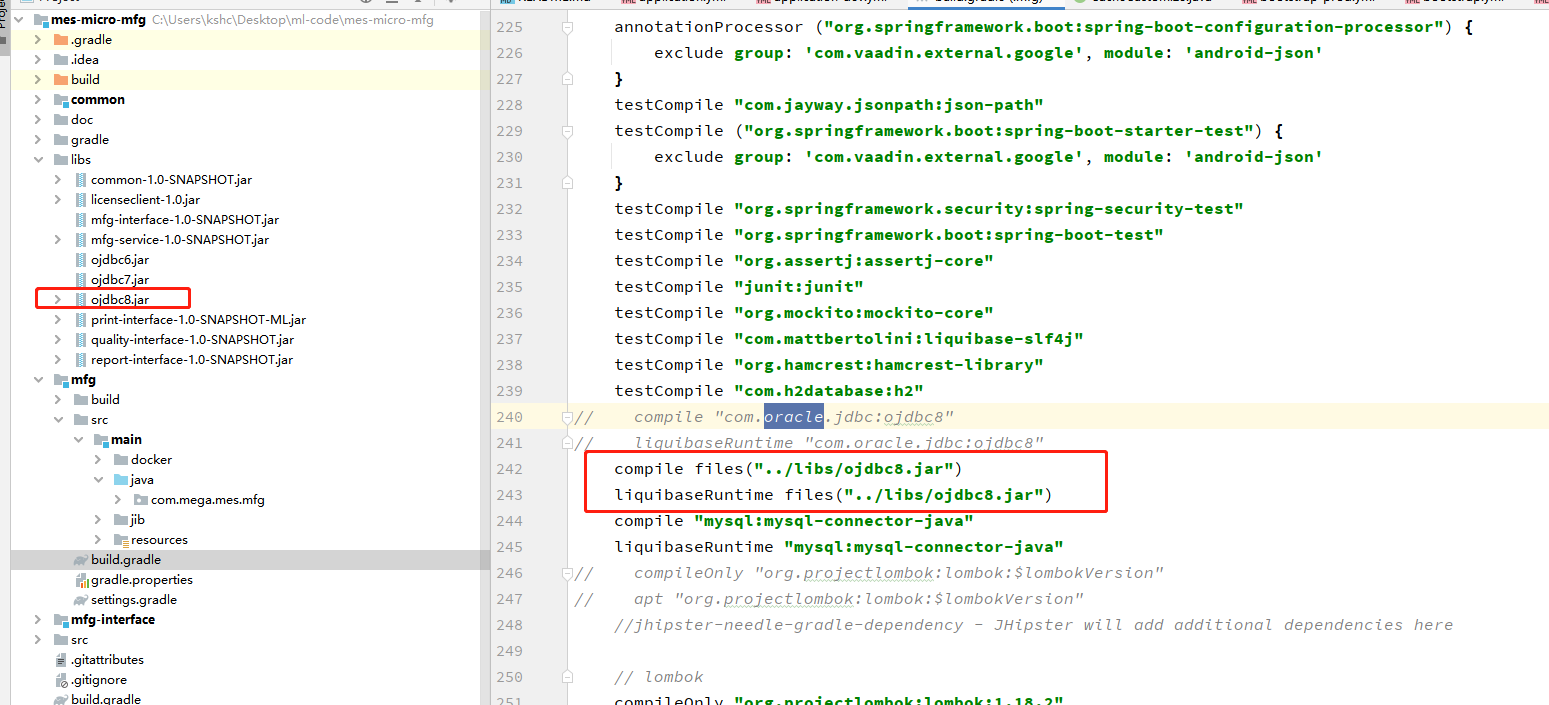 mes-micro-mfg C:\Users\kshc\Desktop\ml-code\mes-micro-mfg
.gradle
.idea
build
common
doc
gradle
libs
common-1.0-SNAPSHOT.jar
licenseclient-1.0.jar
mfg-interface-1.0-SNAPSHOT.jar
mfg-service-1.0-SNAPSHOT.jar
ojdbc6.jar
ojdbc7.jar
ojdbc8.jar
print-interface-1.0-SNAPSHOT-ML.jar
quality-interface-1.0-SNAPSHOT.jar
report-interface-1.0-SNAPSHOT.jar
mfg
build
src
main
docker
java
com.mega.mes.mfg
jib
resources
build.gradle
gradle.properties
settings.gradle
mfg-interface
src
.gitattributes
.gitignore
build.gradle
225 annotationProcessor ("org.springframework.boot:spring-boot-configuration-processor") {
226 exclude group: 'com.vaadin.external.google', module: 'android-json'
227 }
228 testCompile "com.jayway.jsonpath:json-path"
229 testCompile ("org.springframework.boot:spring-boot-starter-test") {
230 exclude group: 'com.vaadin.external.google', module: 'android-json'
231 }
232 testCompile "org.springframework.security:spring-security-test"
233 testCompile "org.springframework.boot:spring-boot-test"
234 testCompile "org.assertj:assertj-core"
235 testCompile "junit:junit"
236 testCompile "org.mockito:mockito-core"
237 testCompile "com.mattbertolini:liquibase-slf4j"
238 testCompile "org.hamcrest:hamcrest-library"
239 testCompile "com.h2database:h2"
240 // compile "com.oracle.jdbc:ojdbc8"
241 // liquibaseRuntime "com.oracle.jdbc:ojdbc8"
242 compile files("../libs/ojdbc8.jar")
243 liquibaseRuntime files("../libs/ojdbc8.jar")
244 compile "mysql:mysql-connector-java"
245 liquibaseRuntime "mysql:mysql-connector-java"
246 // compileOnly "org.projectlombok:lombok:$lombokVersion"
247 // apt "org.projectlombok:lombok:$lombokVersion"
248 //jhipster-needle-gradle-dependency - JHipster will add additional dependencies here
249
250 // lombok
251 compileOnly "org.projectlombok:lombok:1.18.2"